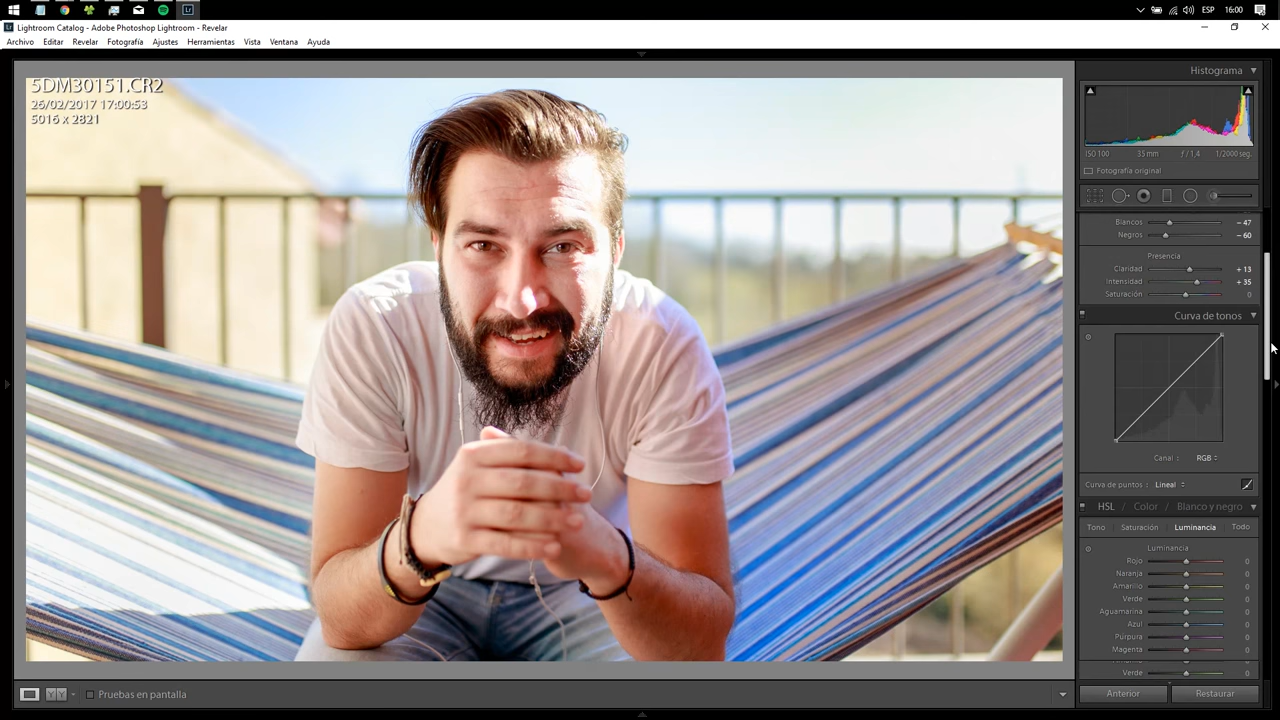 ESP 16:00
Lightroom Catalog - Adobe Photoshop Lightroom - Revelar
Archivo Editar Revelar Fotografía Ajustes Herramientas Vista Ventana Ayuda
5DM30151.CR2
26/02/2017 17:00:53
5016 x 2821
Histograma
ISO 100 35 mm ƒ / 1,4 1/2000 seg.
Fotografía original
Blancos - 47
Negros - 60
Presencia
Claridad + 13
Intensidad + 35
Saturación 0
Curva de tonos
Canal : RGB
Curva de puntos : Lineal
HSL / Color / Blanco y negro
Tono Saturación Luminancia Todo
Luminancia
Rojo 0
Naranja 0
Amarillo 0
Verde 0
Aguamarina 0
Azul 0
Púrpura 0
Magenta 0
Verde 0
YY Pruebas en pantalla
Anterior Restaurar